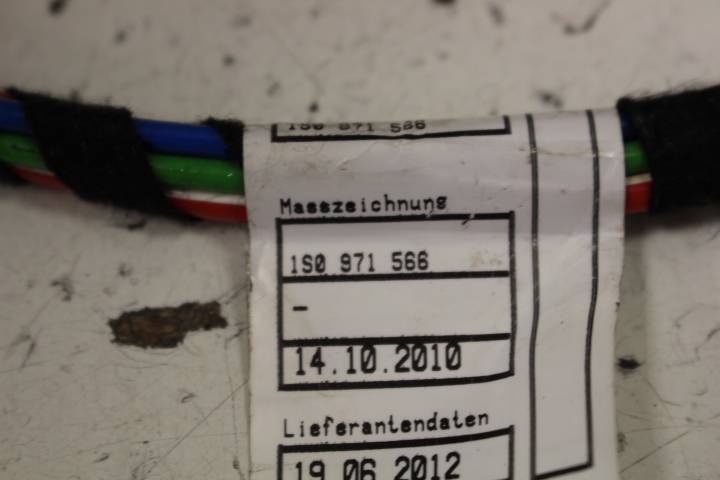 1S0 971 566
Masszeichnung
1S0 971 566
-
14.10.2010
Lieferantendaten
19.06.2012